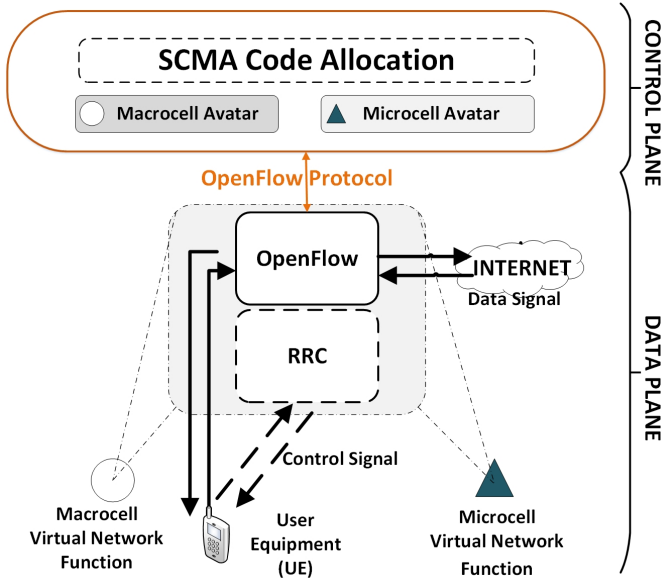 SCMA Code Allocation
Macrocell Avatar
Microcell Avatar
CONTROL PLANE
OpenFlow Protocol
OpenFlow
INTERNET
Data Signal
RRC
DATA PLANE
Control Signal
Macrocell
Virtual Network
Function
User
Equipment
(UE)
Microcell
Virtual Network
Function